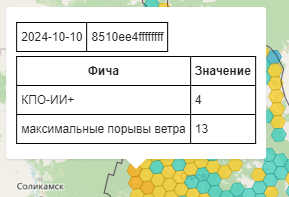 2024-10-10 8510ee4ffffffff
Фича Значение
КПО-ИИ+ 4
максимальные порывы ветра 13
Соликамск